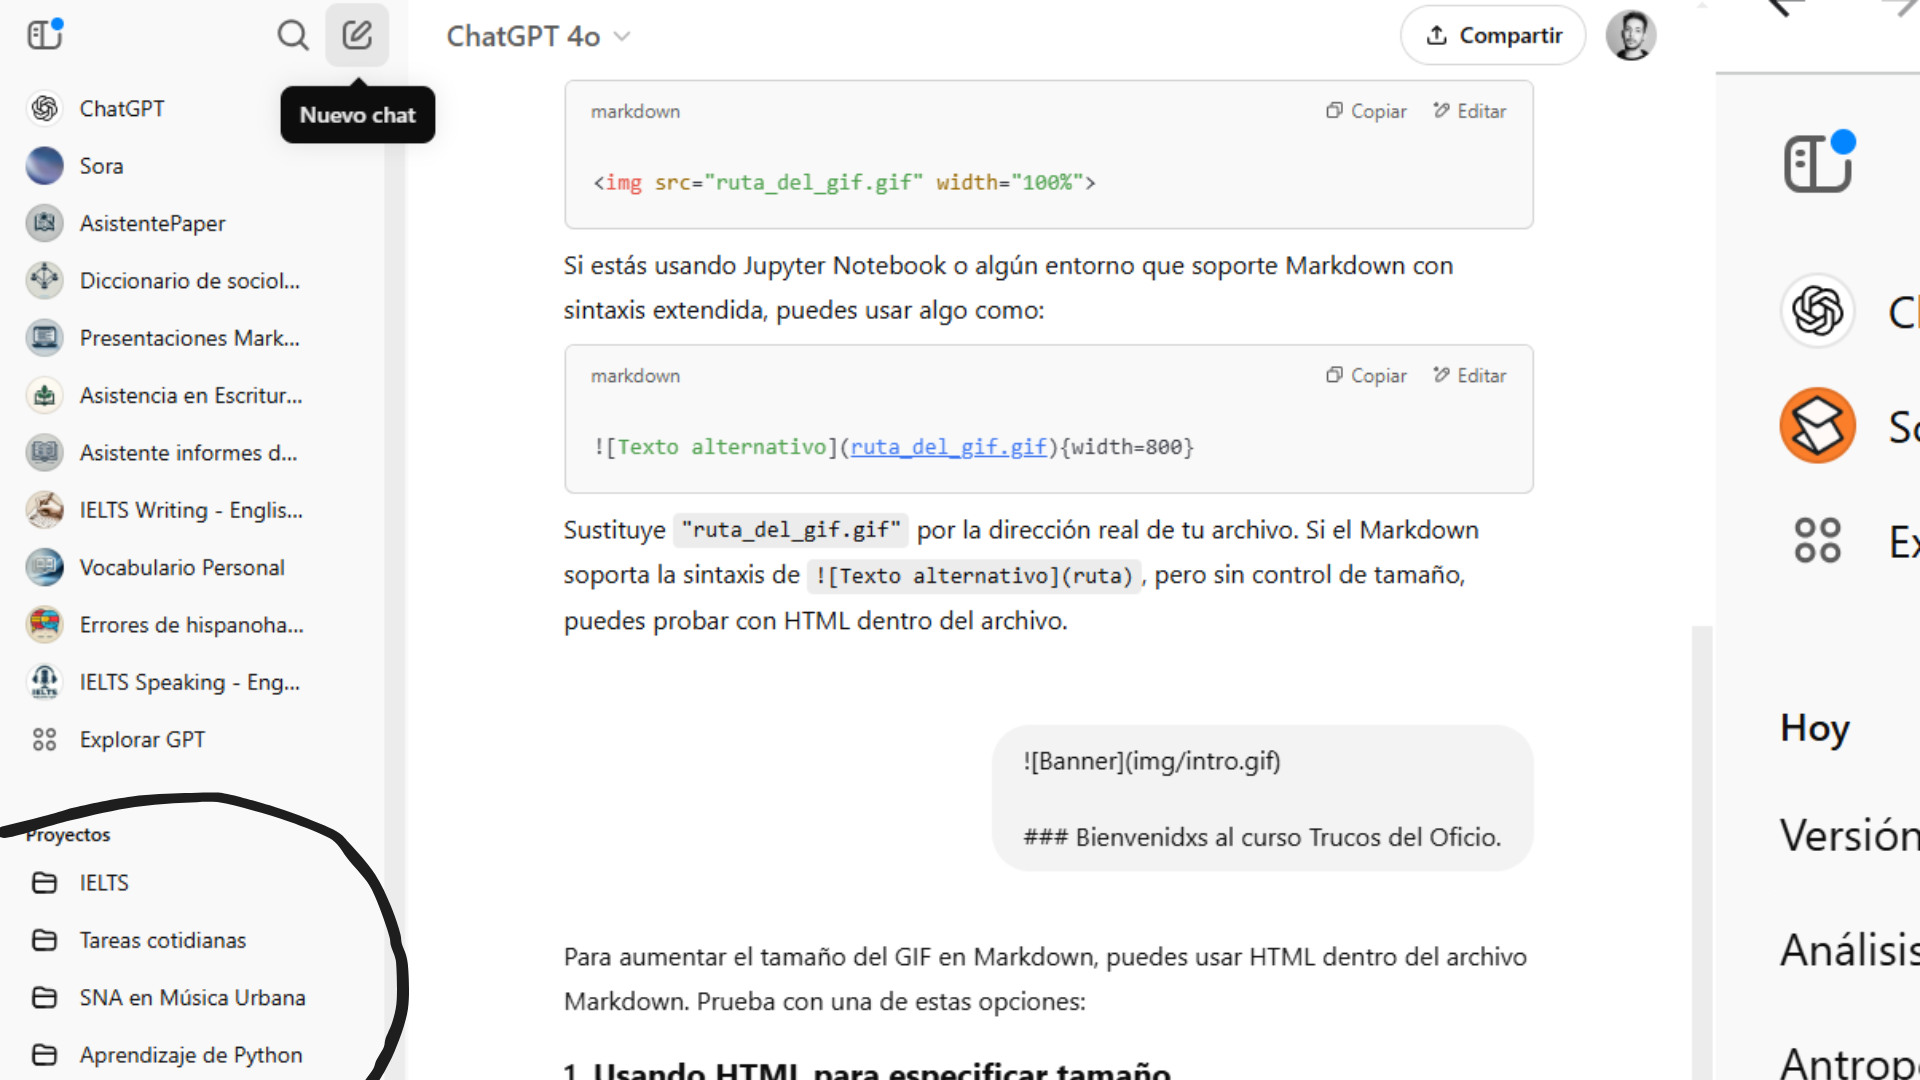 ChatGPT
Sora
AsistentePaper
Diccionario de sociol...
Presentaciones Mark...
Asistencia en Escritur...
Asistente informes d...
IELTS Writing - Englis...
Vocabulario Personal
Errores de hispanoha...
IELTS Speaking - Eng...
Explorar GPT
Proyectos
IELTS
Tareas cotidianas
SNA en Música Urbana
Aprendizaje de Python
Nuevo chat
ChatGPT 4o
Compartir
markdown
Copiar
Editar
<img src="ruta_del_gif.gif" width="100%">
Si estás usando Jupyter Notebook o algún entorno que soporte Markdown con
sintaxis extendida, puedes usar algo como:
markdown
Copiar
Editar
![Texto alternativo](ruta_del_gif.gif){width=800}
Sustituye "ruta_del_gif.gif" por la dirección real de tu archivo. Si el Markdown
soporta la sintaxis de ![Texto alternativo](ruta), pero sin control de tamaño,
puedes probar con HTML dentro del archivo.
![Banner](img/intro.gif)
### Bienvenidxs al curso Trucos del Oficio.
Para aumentar el tamaño del GIF en Markdown, puedes usar HTML dentro del archivo
Markdown. Prueba con una de estas opciones:
1. Usando HTML para especificar tamaño
Hoy
Versión
Análisis